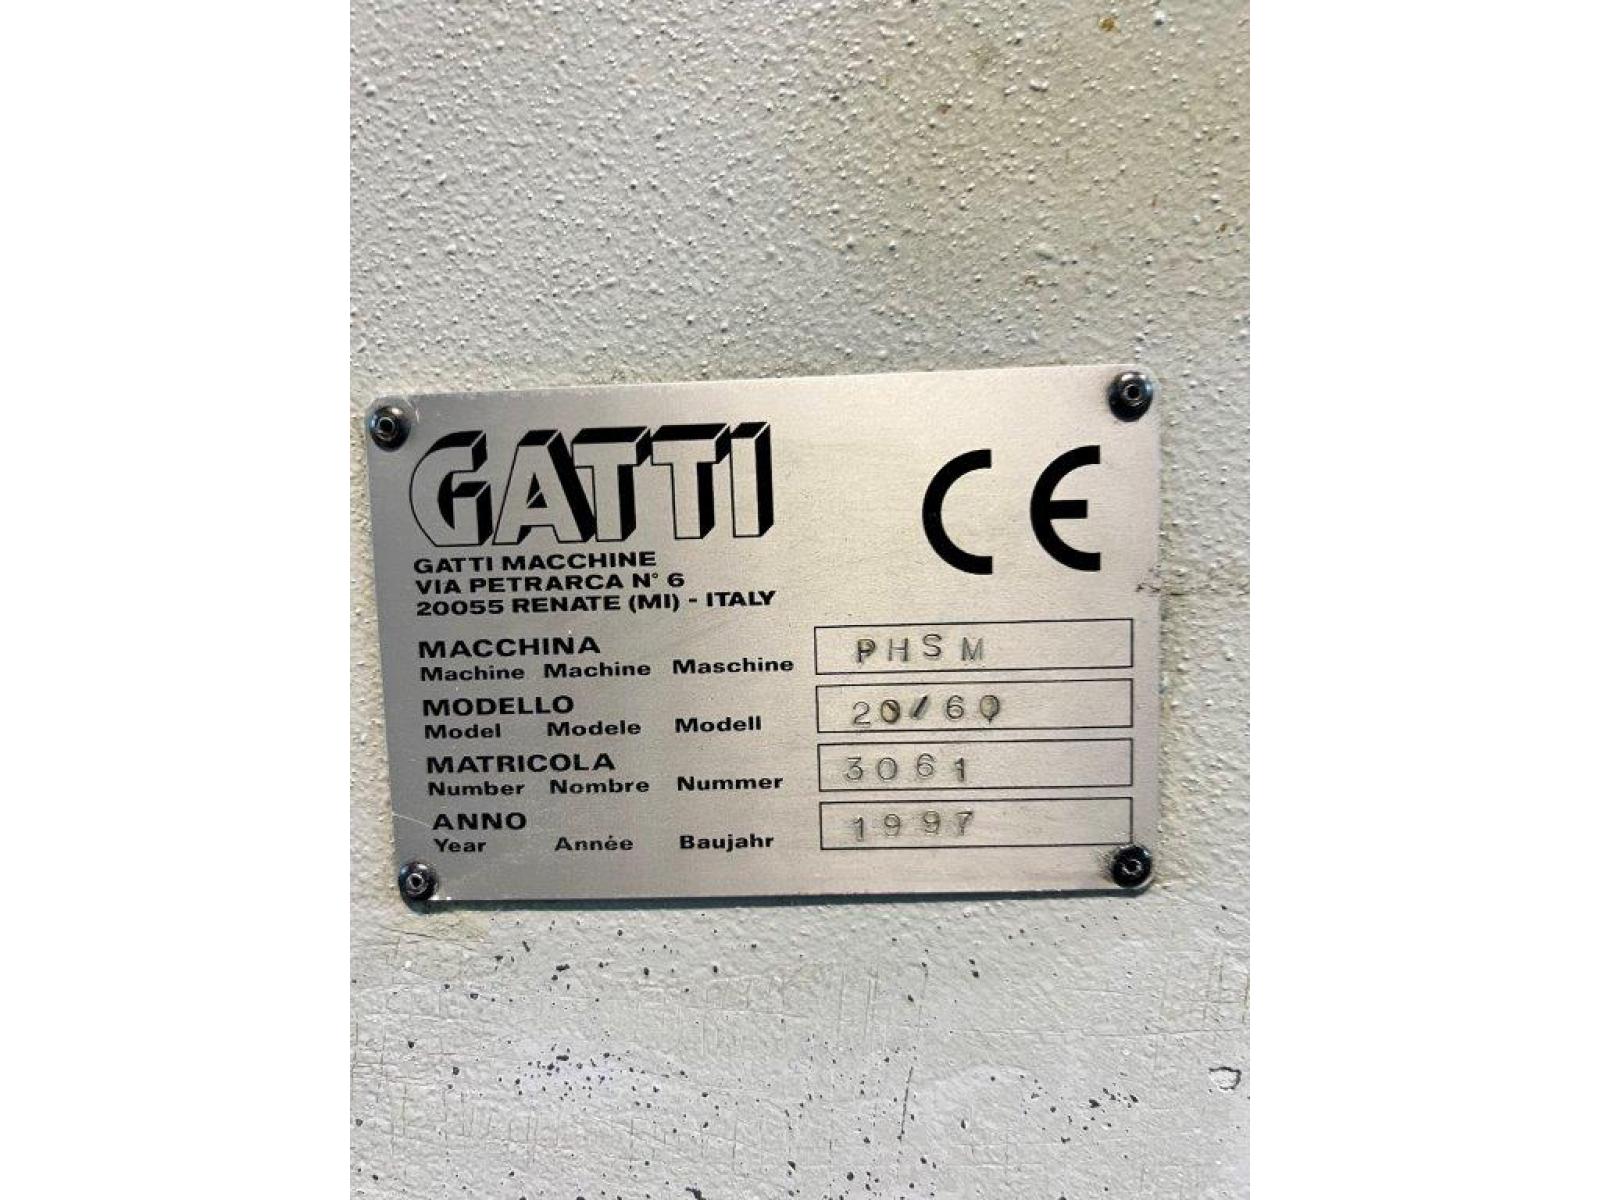 GATTI
CE
GATTI MACCHINE
VIA PETRARCA N° 6
20055 RENATE (MI) - ITALY
MACCHINA PHSM
Machine Machine Maschine
MODELLO 20/60
Model Modele Modell
MATRICOLA 3061
Number Nombre Nummer
ANNO 1997
Year Année Baujahr